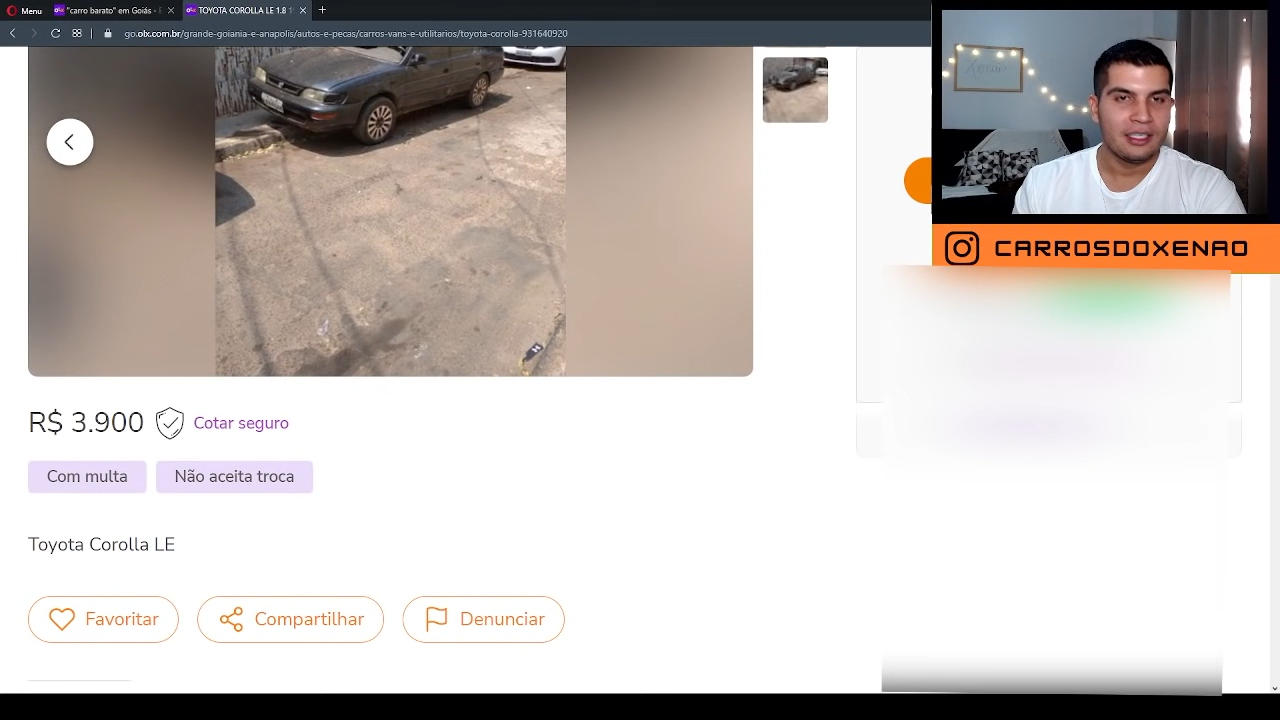 Menu
"carro barato" em Goiás -
TOYOTA COROLLA LE 1.8
go.olx.com.br/grande-goiania-e-anapolis/autos-e-pecas/carros-vans-e-utilitarios/toyota-corolla-931640920
CARROSDOXENAO
R$ 3.900
Cotar seguro
Com multa
Não aceita troca
Toyota Corolla LE
Favoritar
Compartilhar
Denunciar